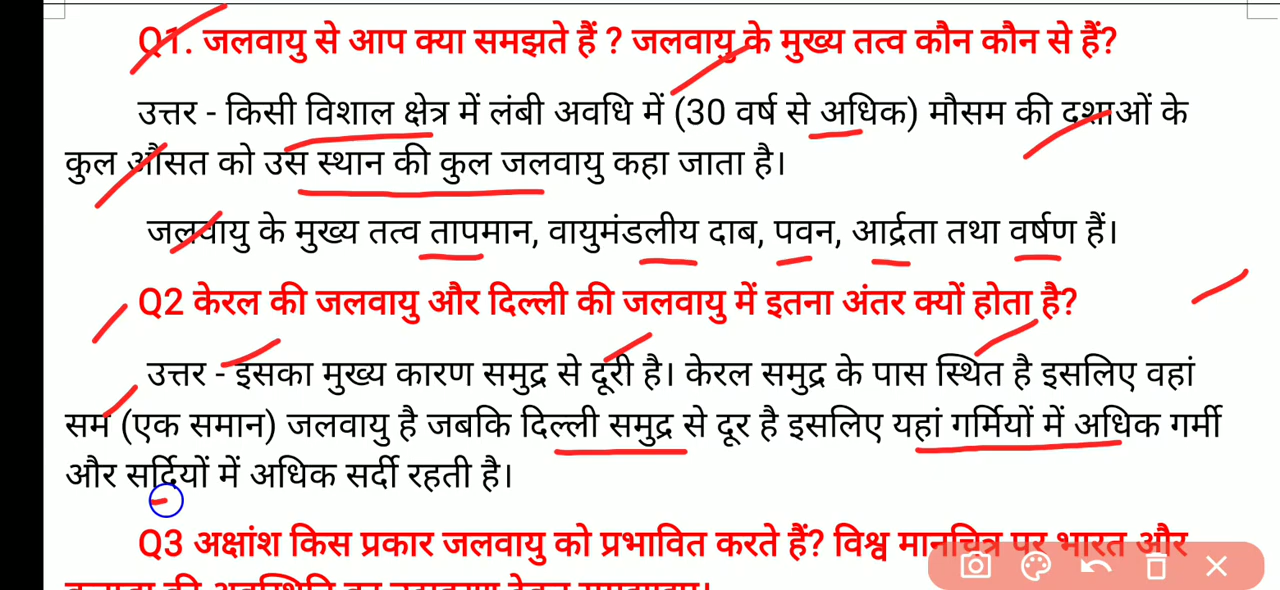 Q1. जलवायु से आप क्या समझते हैं ? जलवायु के मुख्य तत्व कौन कौन से हैं?
उत्तर - किसी विशाल क्षेत्र में लंबी अवधि में (30 वर्ष से अधिक) मौसम की दशाओं के
कुल औसत को उस स्थान की कुल जलवायु कहा जाता है।
जलवायु के मुख्य तत्व तापमान, वायुमंडलीय दाब, पवन, आर्द्रता तथा वर्षण हैं।
Q2 केरल की जलवायु और दिल्ली की जलवायु में इतना अंतर क्यों होता है?
उत्तर - इसका मुख्य कारण समुद्र से दूरी है। केरल समुद्र के पास स्थित है इसलिए वहां
सम (एक समान) जलवायु है जबकि दिल्ली समुद्र से दूर है इसलिए यहां गर्मियों में अधिक गर्मी
और सर्दियों में अधिक सर्दी रहती है।
Q3 अक्षांश किस प्रकार जलवायु को प्रभावित करते हैं? विश्व मानचित्र पर भारत और